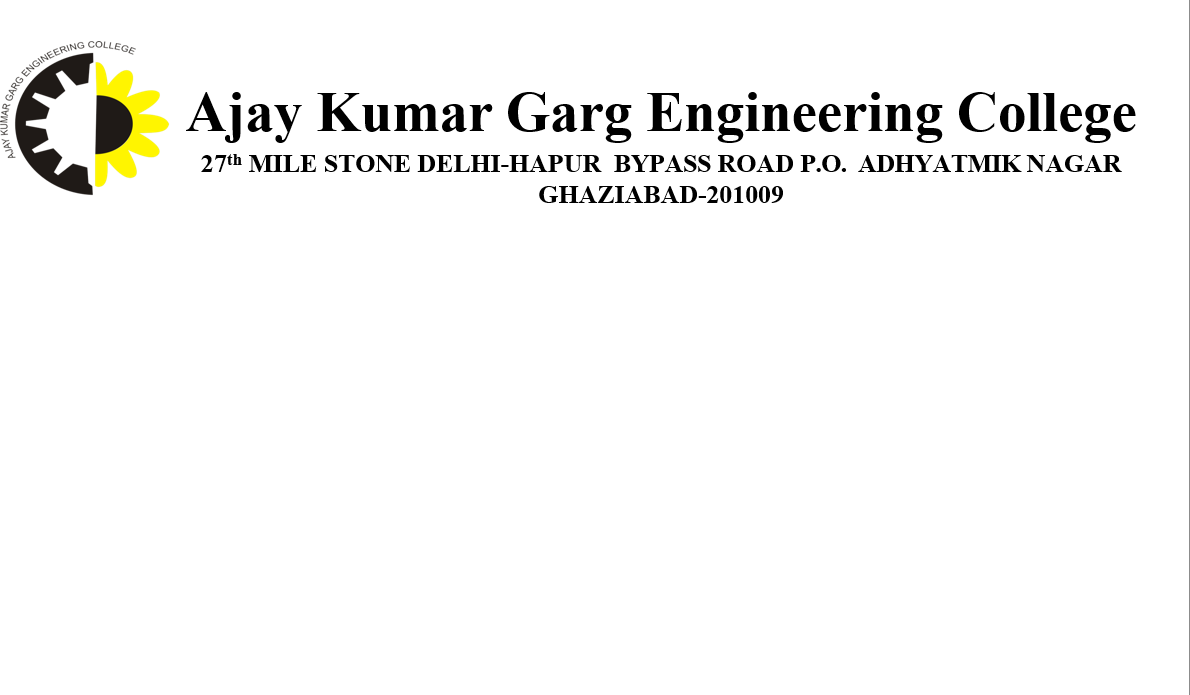 AJAY KUMAR GARG ENGINEERING COLLEGE
Ajay Kumar Garg Engineering College
27th MILE STONE DELHI-HAPUR BYPASS ROAD P.O. ADHYATMIK NAGAR
GHAZIABAD-201009